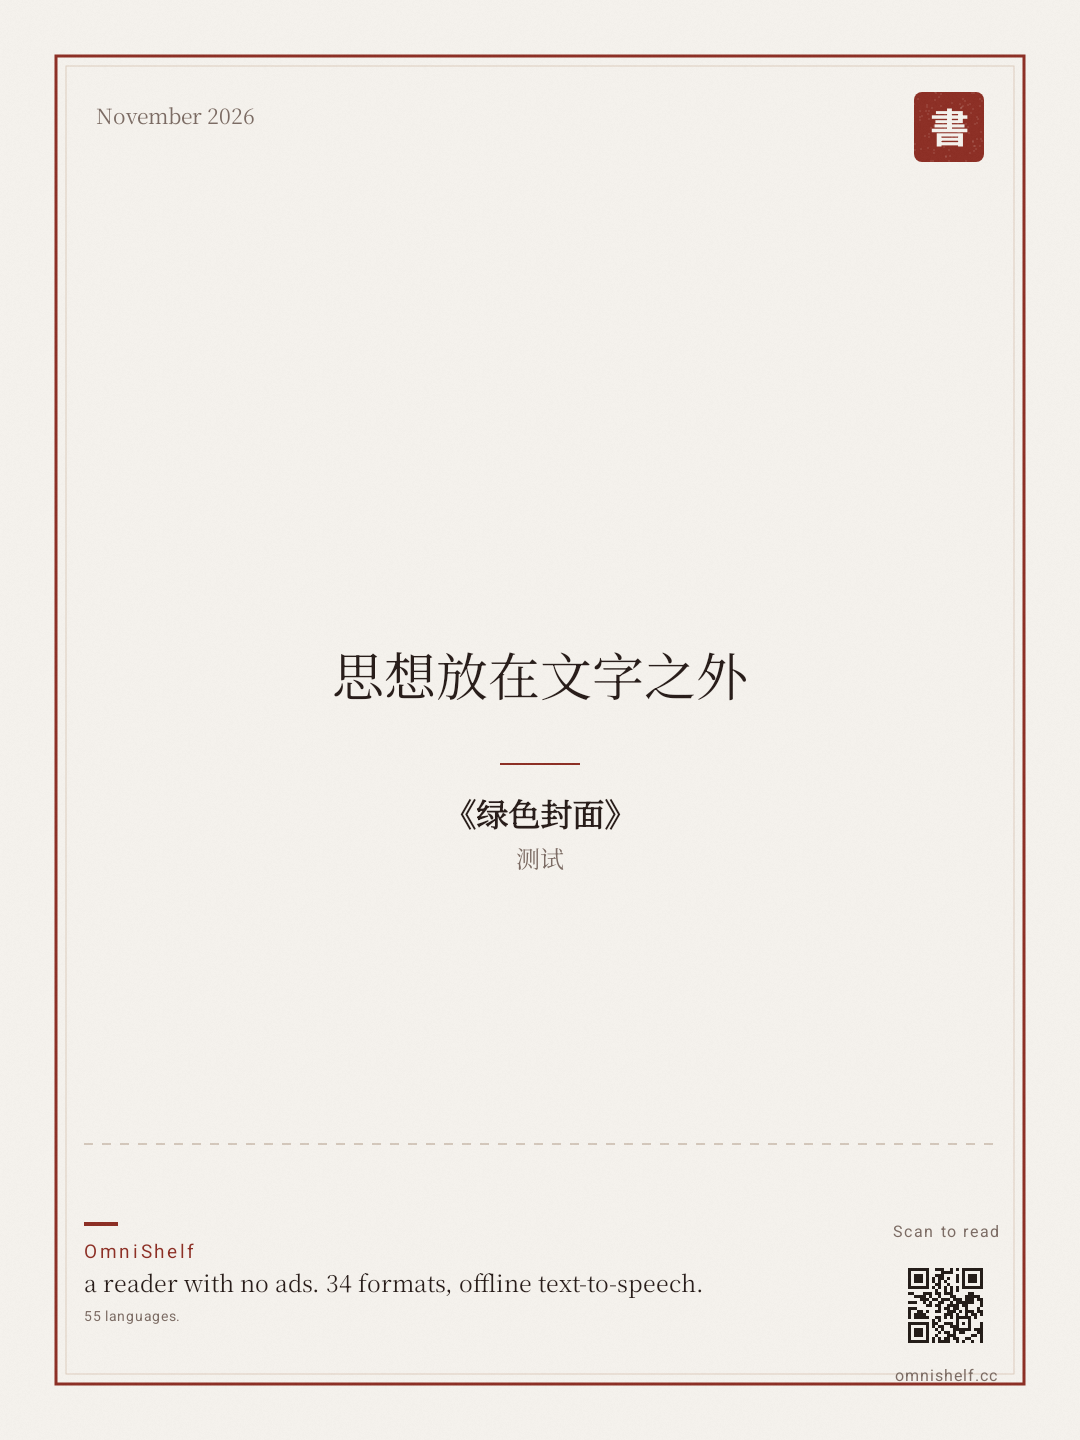 November 2026
書
思想放在文字之外
《绿色封面》
测试
OmniShelf
a reader with no ads. 34 formats, offline text-to-speech.
55 languages.
Scan to read
omnishelf.cc